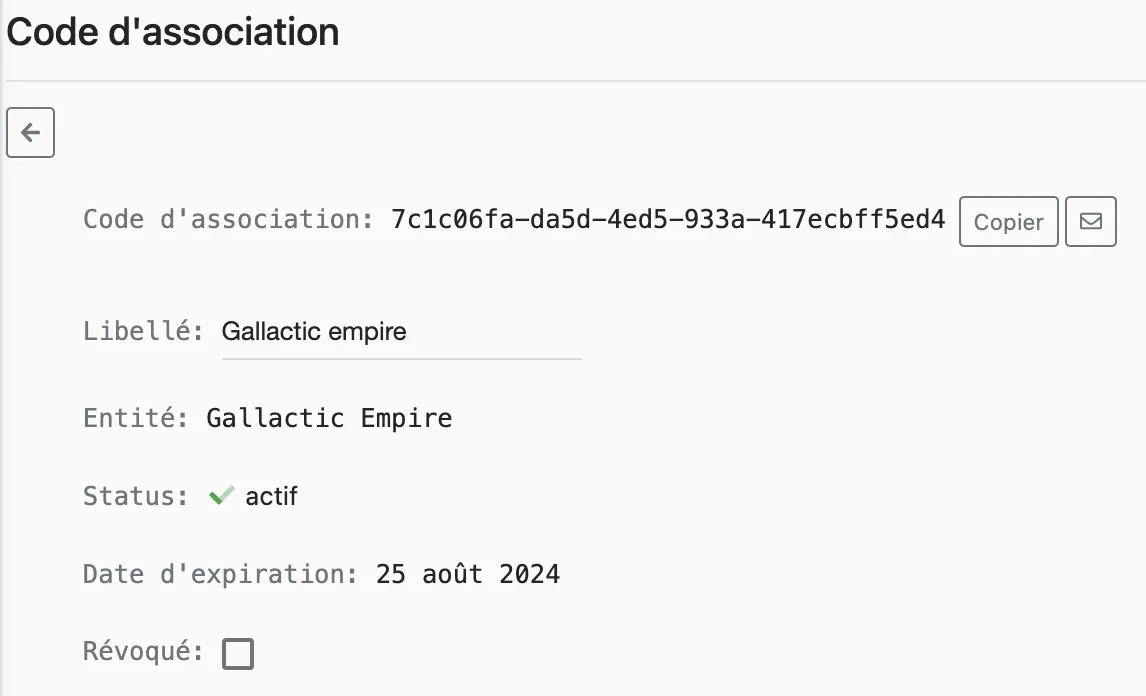 Code d'association
Code d'association: 7c1c06fa-da5d-4ed5-933a-417ecbff5ed4 Copier
Libellé: Gallactic empire
Entité: Gallactic Empire
Status: actif
Date d'expiration: 25 août 2024
Révoqué: